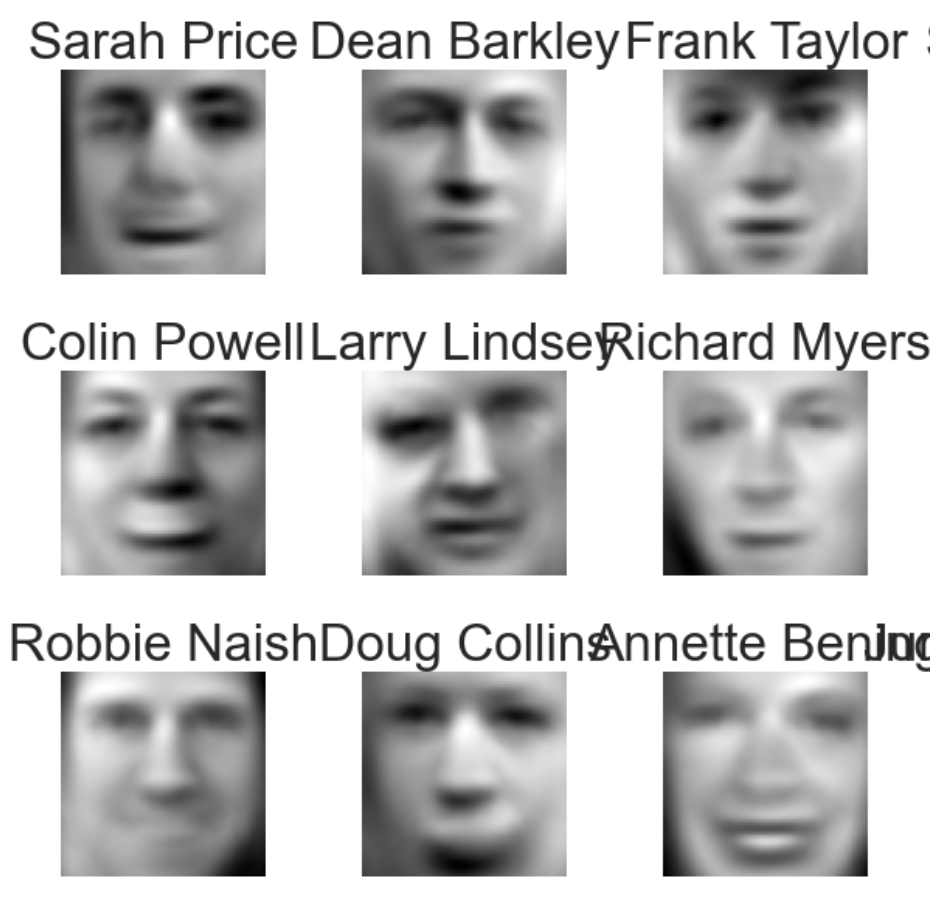 Sarah Price Dean Barkley Frank Taylor S
Colin Powell Larry Lindsey Richard Myers
Robbie Naish Doug Collins Annette Bening